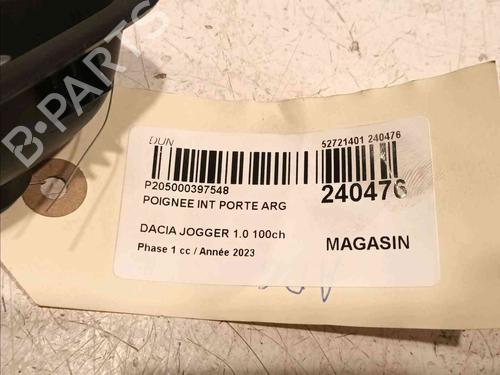 B-PARTS
DUN
52721401 240476
P205000397548
POIGNEE INT PORTE ARG
240476
DACIA JOGGER 1.0 100ch
MAGASIN
Phase 1 cc / Année 2023